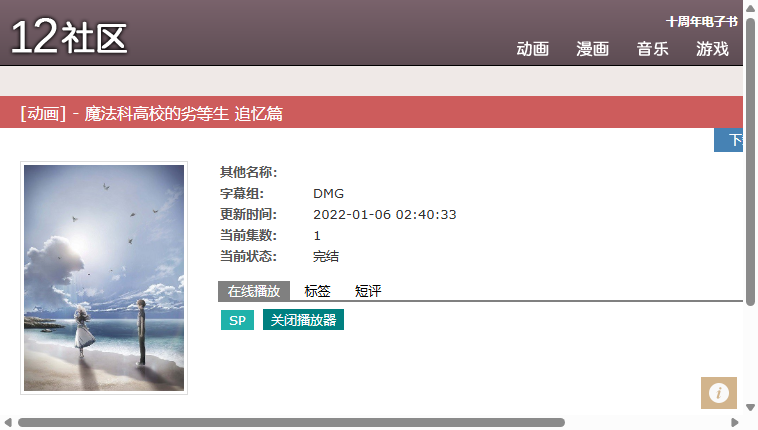 12社区
十周年电子书
动画 漫画 音乐 游戏
[动画] - 魔法科高校的劣等生 追忆篇
下
其他名称：
字幕组： DMG
更新时间： 2022-01-06 02:40:33
当前集数： 1
当前状态： 完结
在线播放 标签 短评
SP 关闭播放器